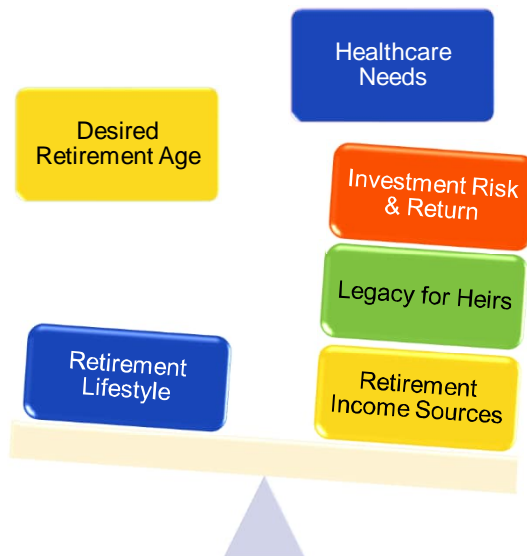 Healthcare
Needs
Desired
Retirement Age
Investment Risk
& Return
Legacy for Heirs
Retirement
Lifestyle
Retirement
Income Sources